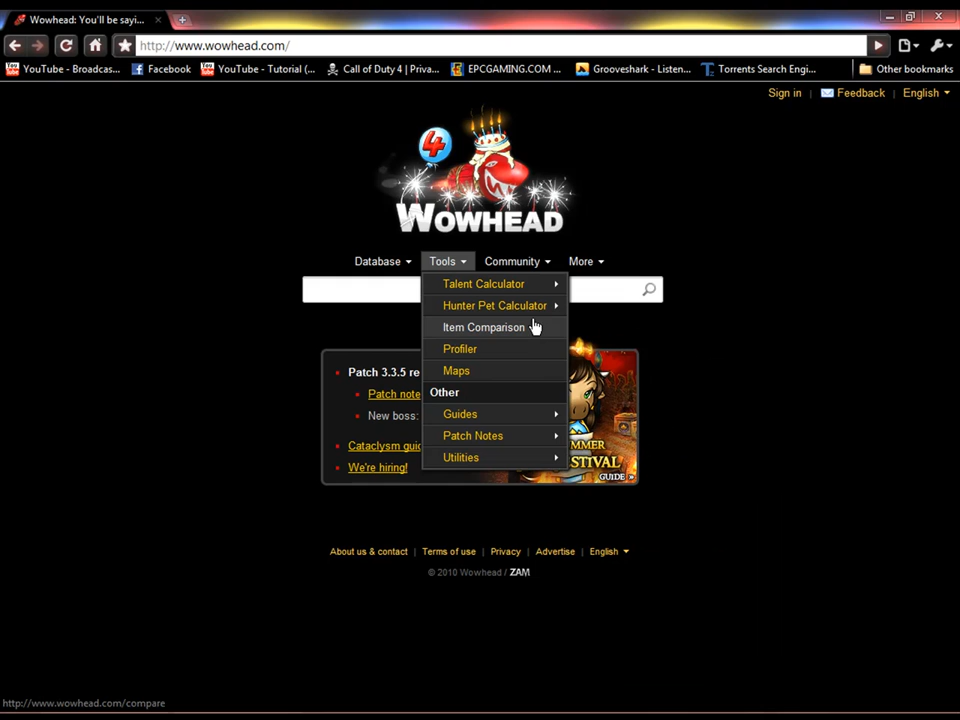 Wowhead: You'll be sayi...
http://www.wowhead.com/
YouTube - Broadcas... Facebook YouTube - Tutorial (... Call of Duty 4 | Priva... EPCGAMING.COM ... Grooveshark - Listen... Torrents Search Engi... Other bookmarks
Sign in | Feedback | English
4
WOWHEAD
Database Tools Community More
Talent Calculator
Hunter Pet Calculator
Item Comparison
Profiler
Maps
Other
Guides
Patch Notes
Utilities
Patch 3.3.5 re
Patch note
New boss:
Cataclysm guid
We're hiring!
MMER
STIVAL
GUIDE »
About us & contact | Terms of use | Privacy | Advertise | English
© 2010 Wowhead / ZAM
http://www.wowhead.com/compare